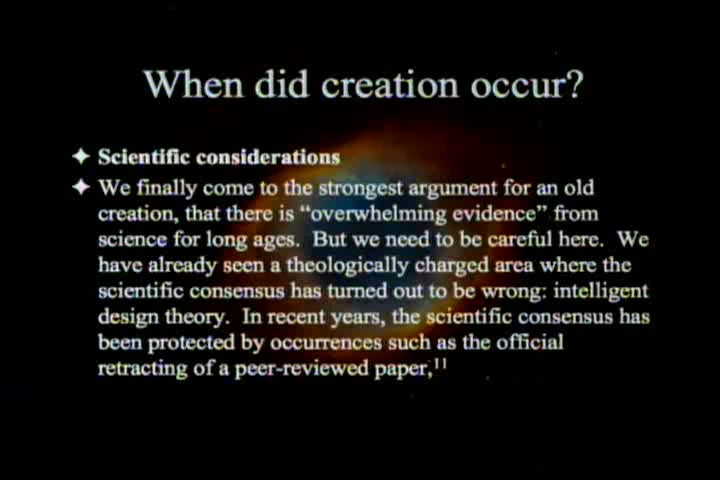 When did creation occur?
Scientific considerations
We finally come to the strongest argument for an old
creation, that there is “overwhelming evidence” from
science for long ages.  But we need to be careful here.  We
have already seen a theologically charged area where the
scientific consensus has turned out to be wrong: intelligent
design theory.  In recent years, the scientific consensus has
been protected by occurrences such as the official
retracting of a peer-reviewed paper,¹¹